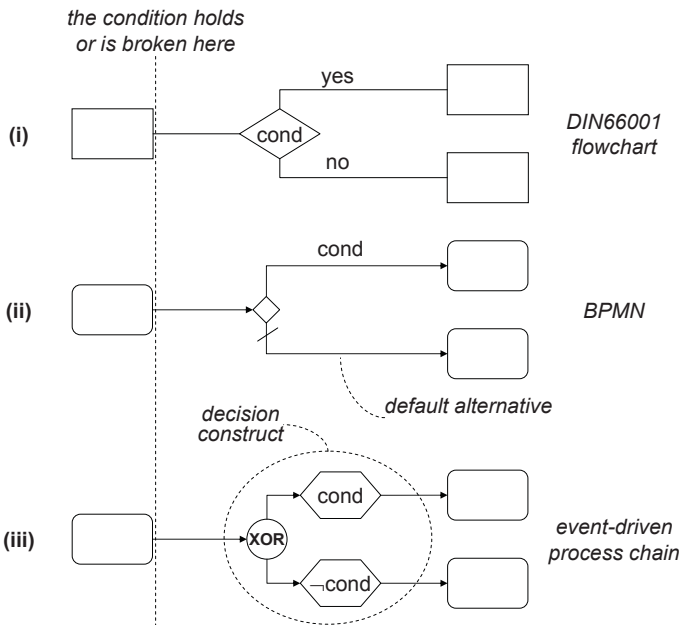 the condition holds
or is broken here
(i)
cond
yes
no
DIN66001
flowchart
(ii)
cond
BPMN
default alternative
decision
construct
(iii)
XOR
cond
¬cond
event-driven
process chain